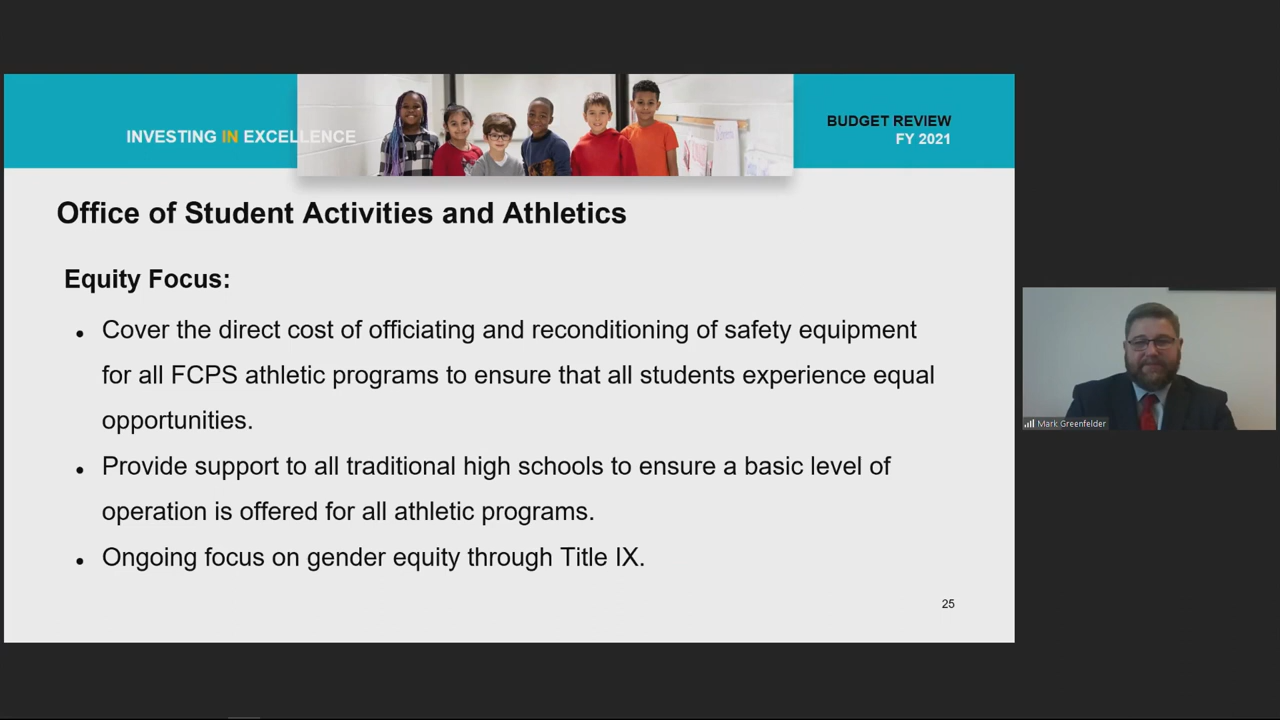 INVESTING IN EXCELLENCE
BUDGET REVIEW
FY 2021
Office of Student Activities and Athletics
Equity Focus:
• Cover the direct cost of officiating and reconditioning of safety equipment
for all FCPS athletic programs to ensure that all students experience equal
opportunities.
• Provide support to all traditional high schools to ensure a basic level of
operation is offered for all athletic programs.
• Ongoing focus on gender equity through Title IX.
25
Mark Greenfelder